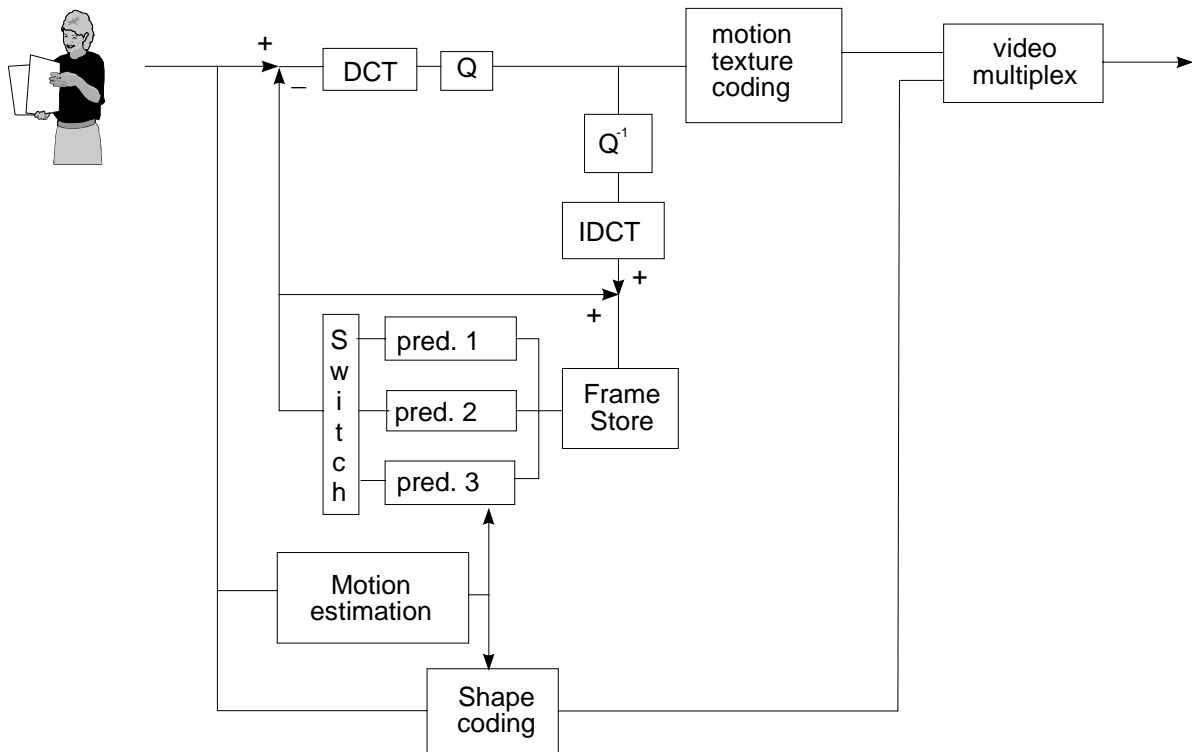 motion
texture
coding
video
multiplex
+
DCT
Q
–
Q-1
IDCT
+
+
S
w
i
t
c
h
pred. 1
pred. 2
pred. 3
Frame
Store
Motion
estimation
Shape
coding